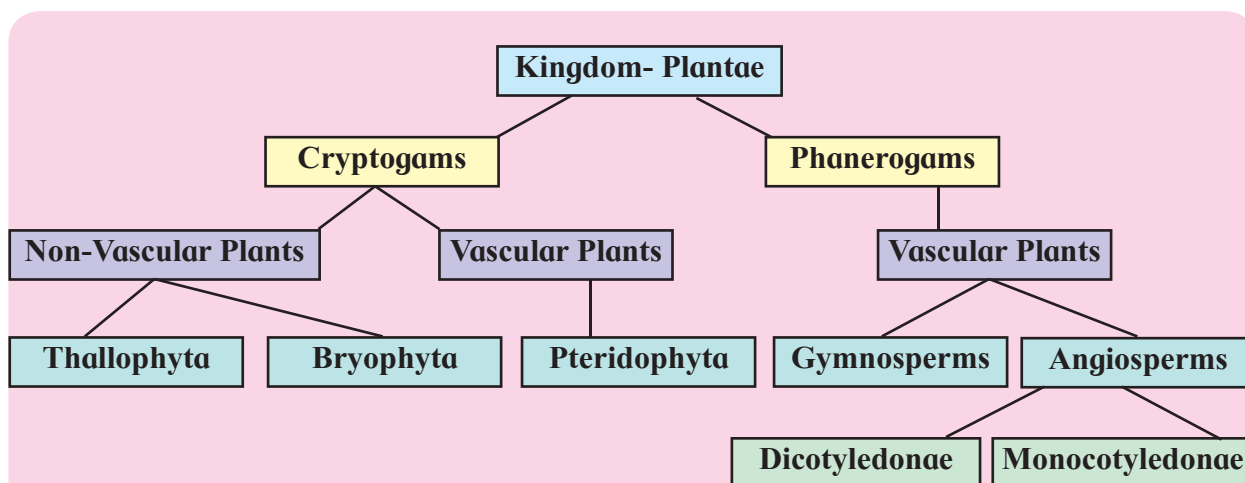 Kingdom- Plantae
Cryptogams
Phanerogams
Non-Vascular Plants
Vascular Plants
Vascular Plants
Thallophyta
Bryophyta
Pteridophyta
Gymnosperms
Angiosperms
Dicotyledonae
Monocotyledonae